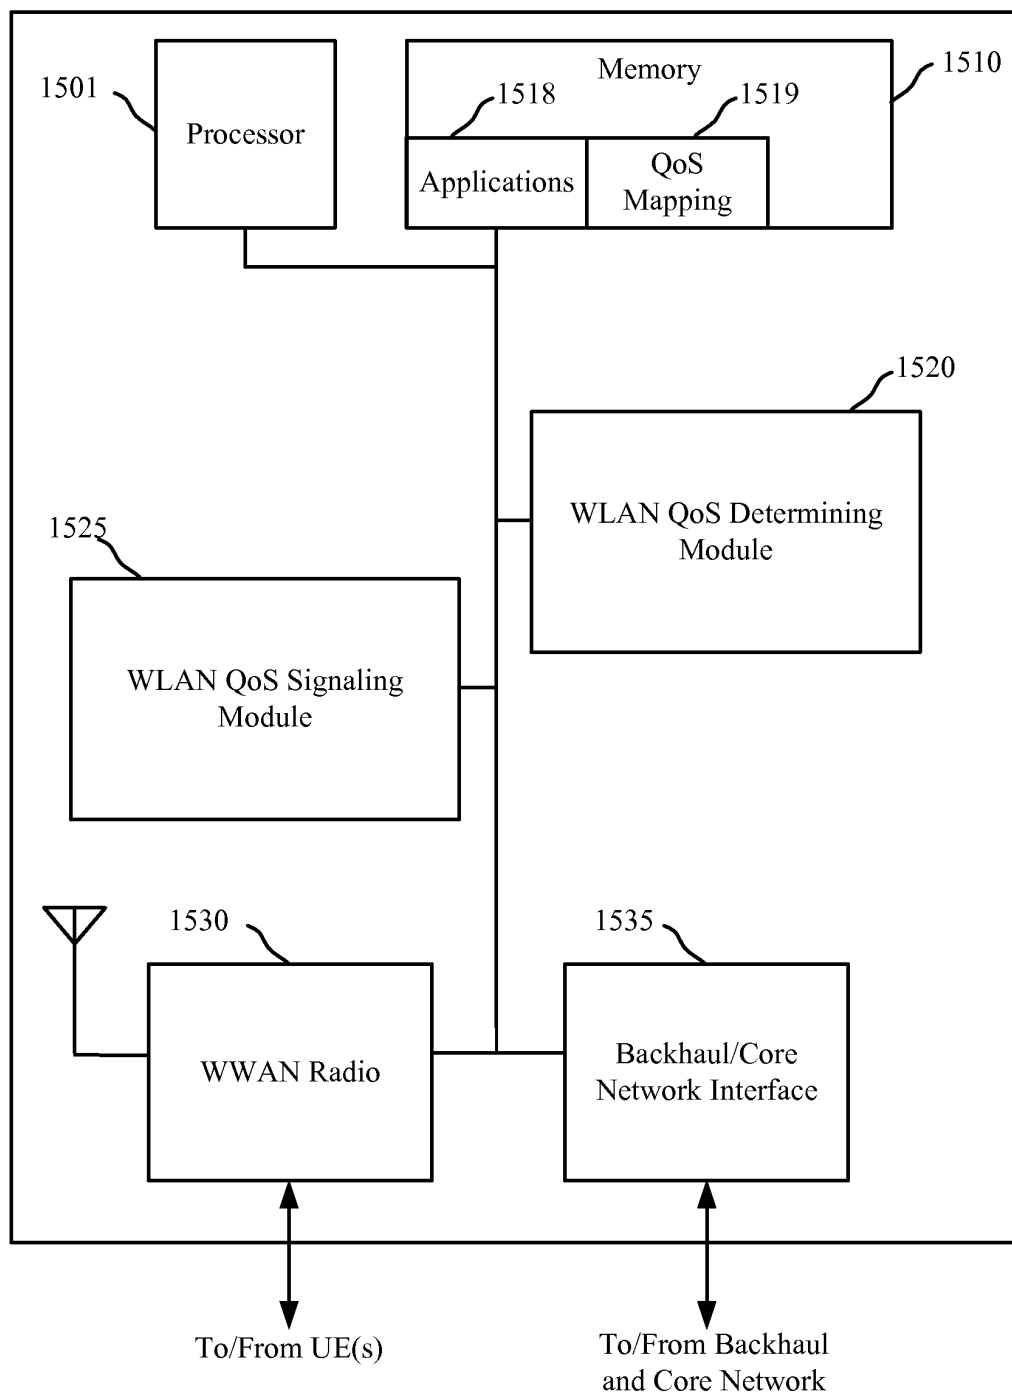 1501
Processor
Memory
1510
1518
1519
Applications
QoS
Mapping
1520
WLAN QoS Determining
Module
1525
WLAN QoS Signaling
Module
1530
WWAN Radio
1535
Backhaul/Core
Network Interface
To/From UE(s)
To/From Backhaul
and Core Network